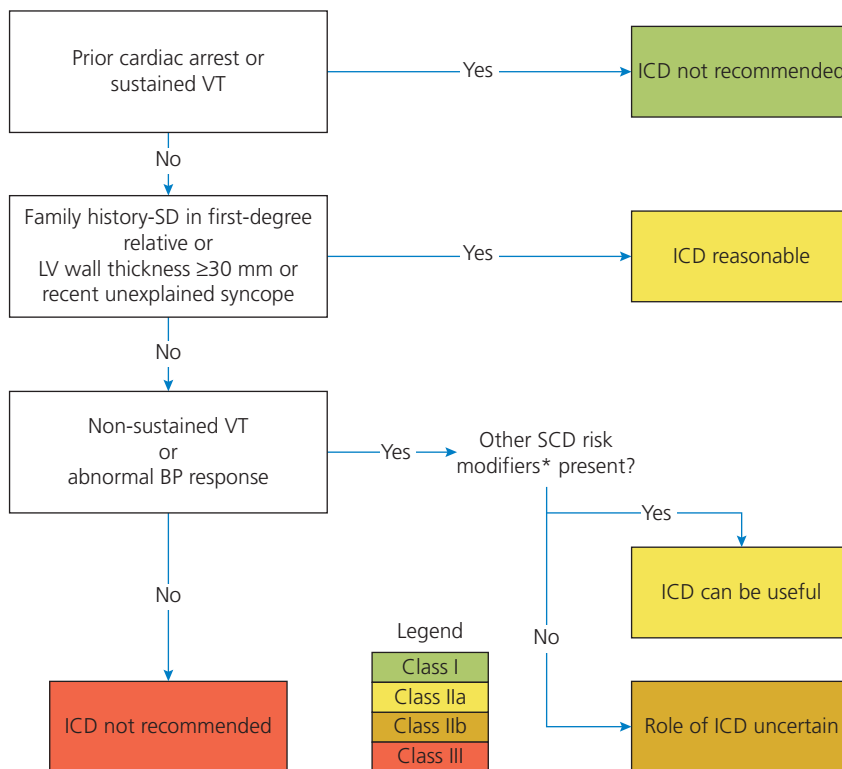 Prior cardiac arrest or
sustained VT
Yes
ICD not recommended
No
Family history-SD in first-degree
relative or
LV wall thickness ≥30 mm or
recent unexplained syncope
Yes
ICD reasonable
No
Non-sustained VT
or
abnormal BP response
Yes
Other SCD risk
modifiers* present?
Yes
ICD can be useful
No
Role of ICD uncertain
No
ICD not recommended
Legend
Class I
Class IIa
Class IIb
Class III